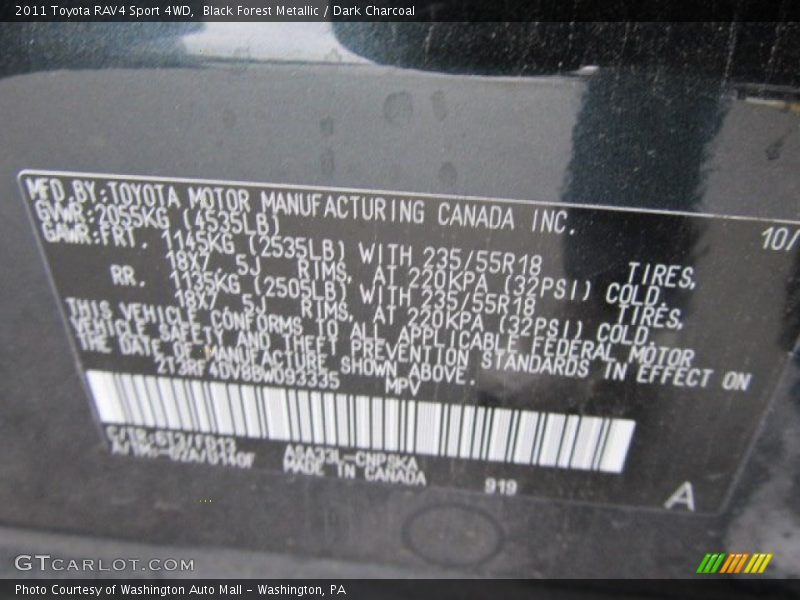 2011 Toyota RAV4 Sport 4WD, Black Forest Metallic / Dark Charcoal
MFD BY:TOYOTA MOTOR MANUFACTURING CANADA INC. 10/
GVWR:2055KG (4535LB)
GAWR:FRT. 1145KG (2535LB) WITH 235/55R18 TIRES,
18X7. 5J RIMS, AT 220KPA (32PSI) COLD.
RR. 1135KG (2505LB) WITH 235/55R18 TIRES,
18X7. 5J RIMS, AT 220KPA (32PSI) COLD.
THIS VEHICLE CONFORMS TO ALL APPLICABLE FEDERAL MOTOR
VEHICLE SAFETY AND THEFT PREVENTION STANDARDS IN EFFECT ON
THE DATE OF MANUFACTURE SHOWN ABOVE.
2T3RF4DV8BW093335 MPV
ASA33L-CNPSKA
MADE IN CANADA
919
A
GTCARLOT.COM
Photo Courtesy of Washington Auto Mall - Washington, PA